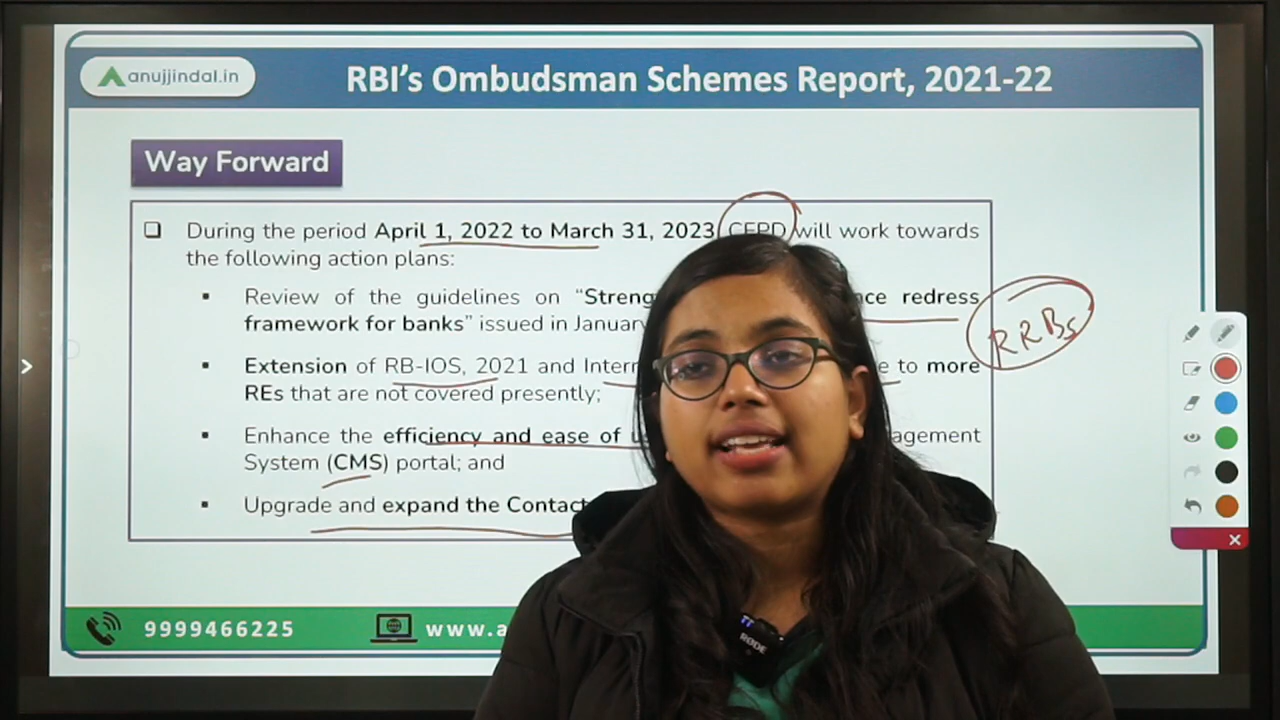 anujjindal.in
RBI's Ombudsman Schemes Report, 2021-22
Way Forward
During the period April 1, 2022 to March 31, 2023 CEPD will work towards
the following action plans:
Review of the guidelines on “Streng ce redress
framework for banks” issued in January
RRBs
Extension of RB-IOS, 2021 and Intern e to more
REs that are not covered presently;
Enhance the efficiency and ease of u agement
System (CMS) portal; and
Upgrade and expand the Contact
9999466225
www.a
RØDE